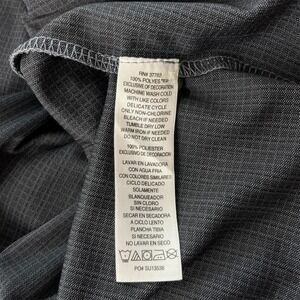 RN# 37763
100% POLYESTER
EXCLUSIVE OF DECORATION
MACHINE WASH COLD
WITH LIKE COLORS
DELICATE CYCLE
ONLY NON-CHLORINE
BLEACH IF NEEDED
TUMBLE DRY LOW
WARM IRON IF NEEDED
DO NOT DRY CLEAN
100% POLIESTER
EXCLUSIVO DE DECORACIÓN
LAVAR EN LAVADORA
CON AGUA FRIA
CON COLORES SIMILARES
CICLO DELICADO
SOLAMENTE
BLANQUEADOR
SIN CLORO
SI NECESARIO
SECAR EN SECADORA
A CICLO LENTO
PLANCHA TIBIA
SI NECESARIO
NO LAVAR EN SECO
PO# SU13538